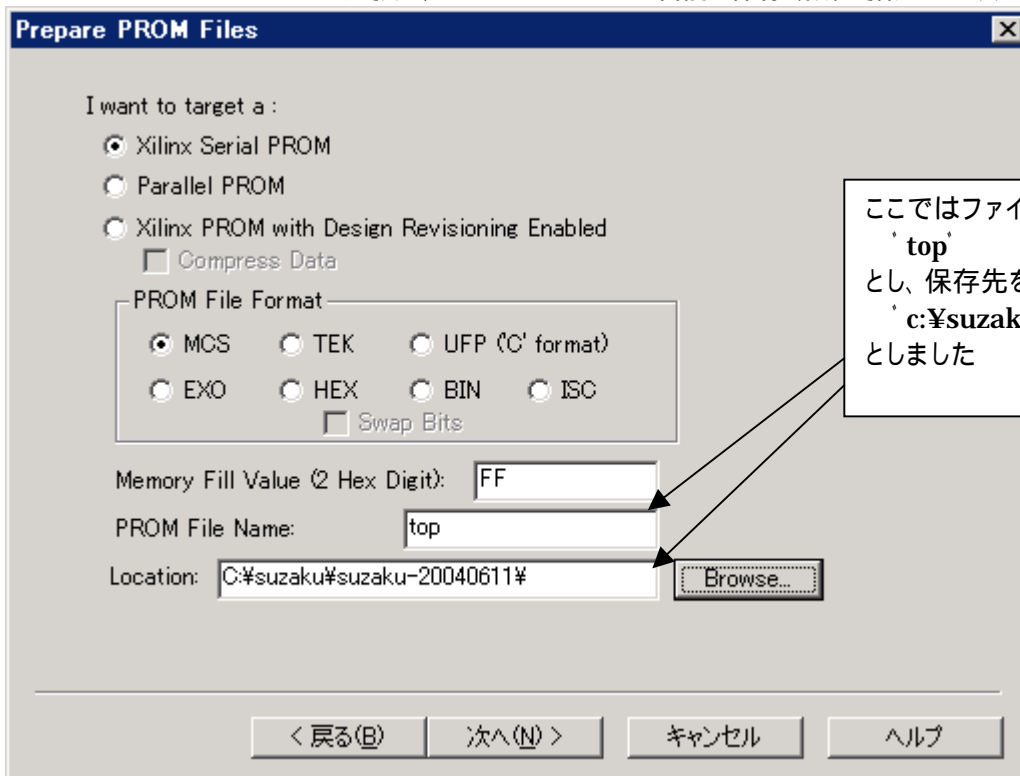 Prepare PROM Files
I want to target a :
Xilinx Serial PROM
Parallel PROM
Xilinx PROM with Design Revisioning Enabled
Compress Data
PROM File Format
MCS TEK UFP ('C' format)
EXO HEX BIN ISC
Swap Bits
Memory Fill Value (2 Hex Digit): FF
PROM File Name: top
Location: C:¥suzaku¥suzaku-20040611¥ Browse...
ここではファイ
‘top‘
とし、保存先を
‘c:¥suzak
としました
< 戻る(B) 次へ(N) > キャンセル ヘルプ